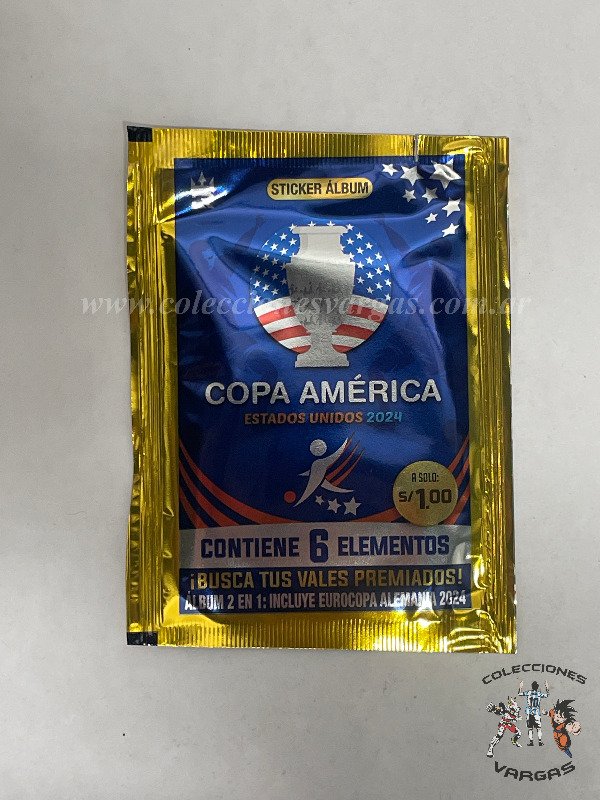 STICKER ÁLBUM
www.coleccionesvargas.com.ar
COPA AMÉRICA
ESTADOS UNIDOS 2024
A SOLO:
S/1.00
CONTIENE 6 ELEMENTOS
¡BUSCA TUS VALES PREMIADOS!
ÁLBUM 2 EN 1: INCLUYE EUROCOPA ALEMANIA 2024
COLECCIONES
VARGAS